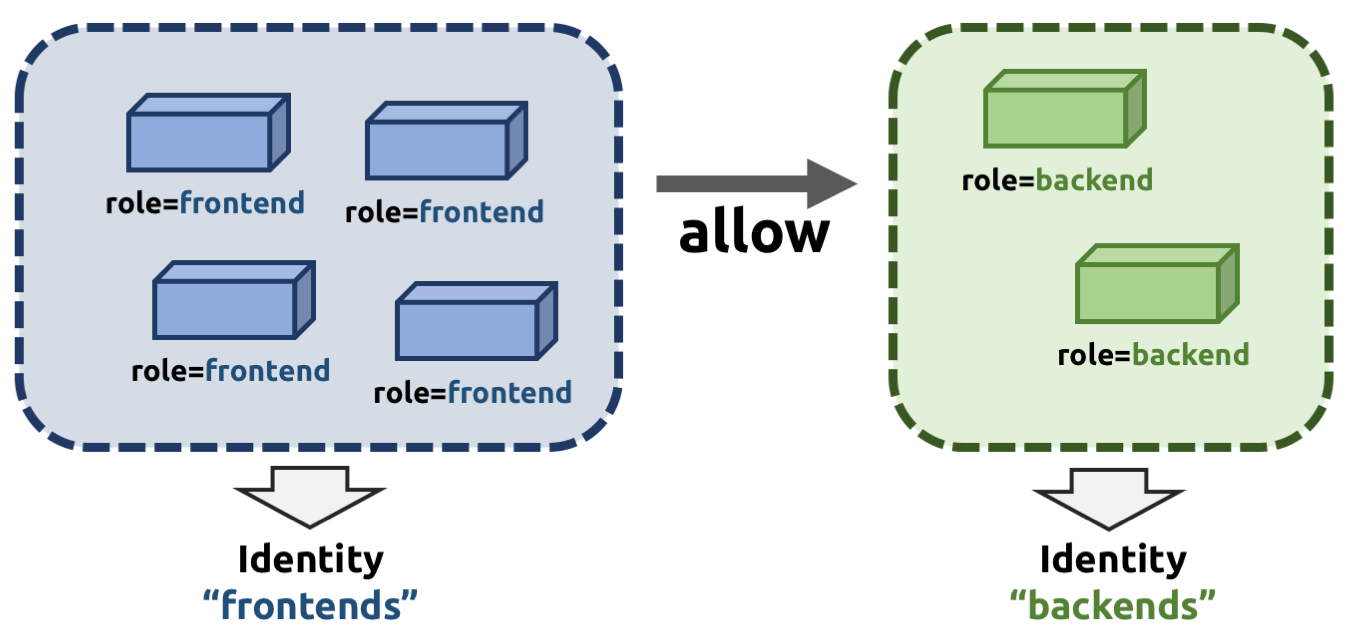 role=frontend
role=frontend
role=frontend
role=frontend
Identity
“frontends”
allow
role=backend
role=backend
Identity
“backends”